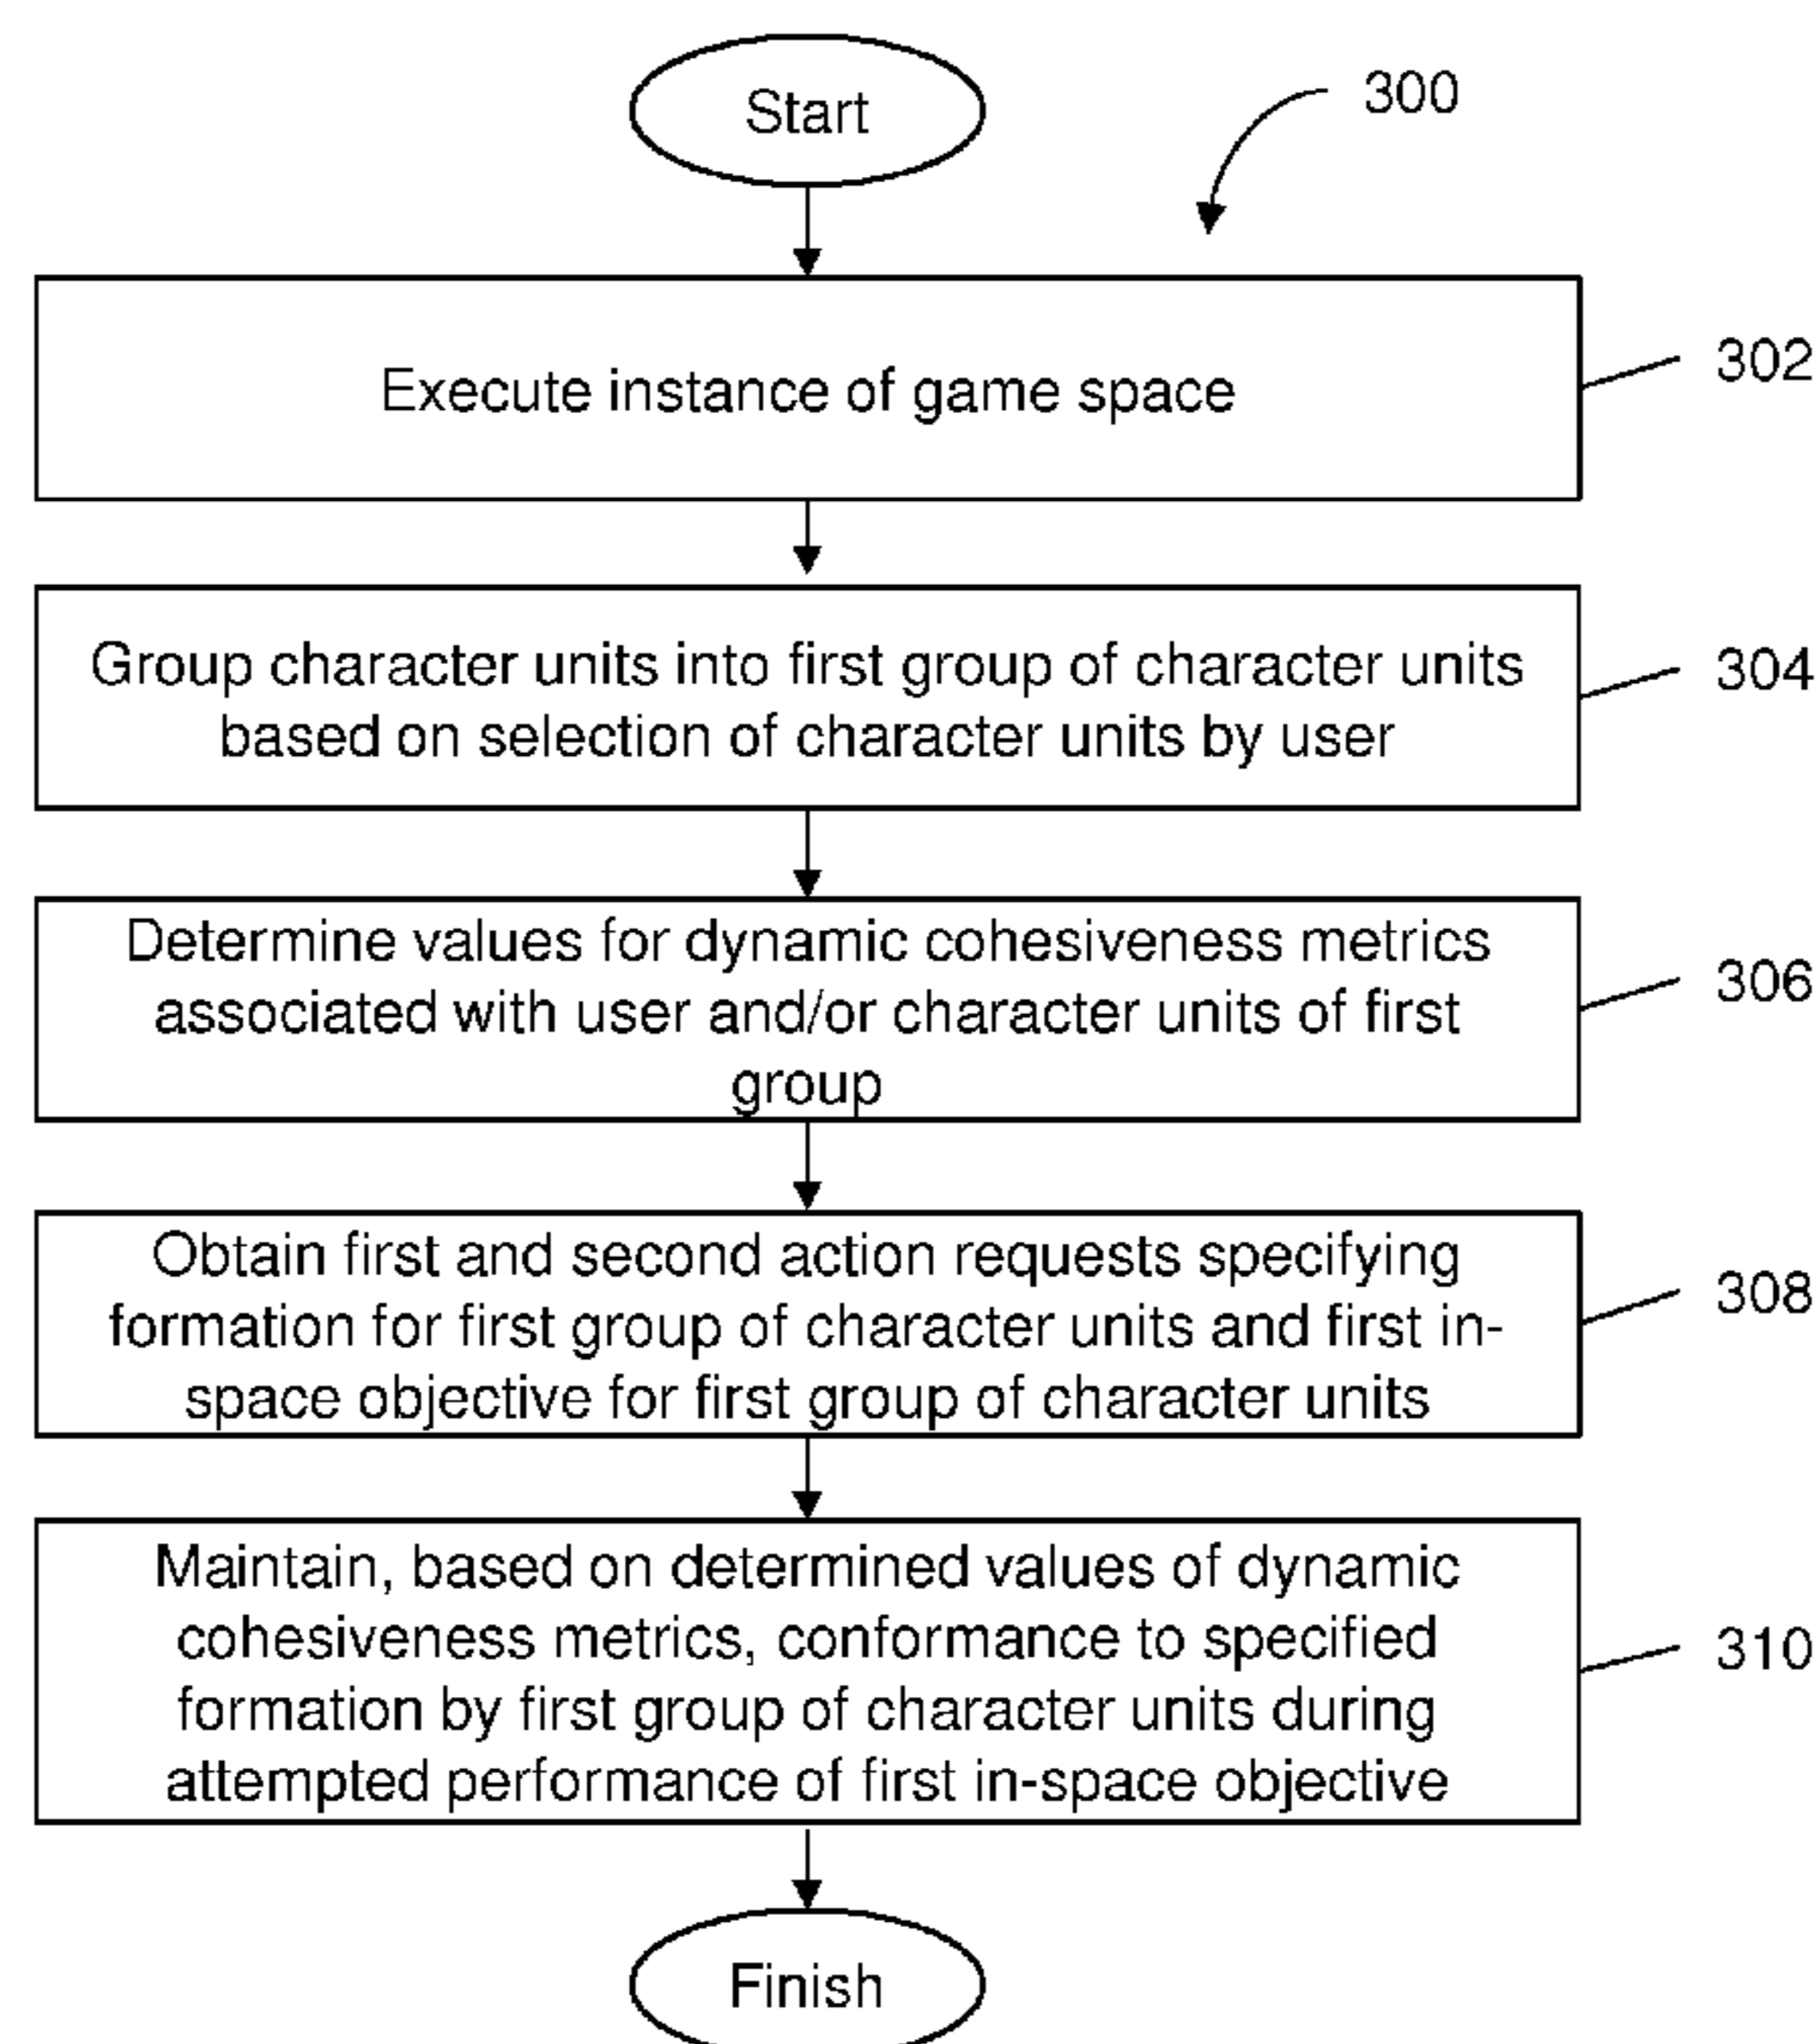 Start
300
Execute instance of game space
302
Group character units into first group of character units
based on selection of character units by user
304
Determine values for dynamic cohesiveness metrics
associated with user and/or character units of first
group
306
Obtain first and second action requests specifying
formation for first group of character units and first in-
space objective for first group of character units
308
Maintain, based on determined values of dynamic
cohesiveness metrics, conformance to specified
formation by first group of character units during
attempted performance of first in-space objective
310
Finish